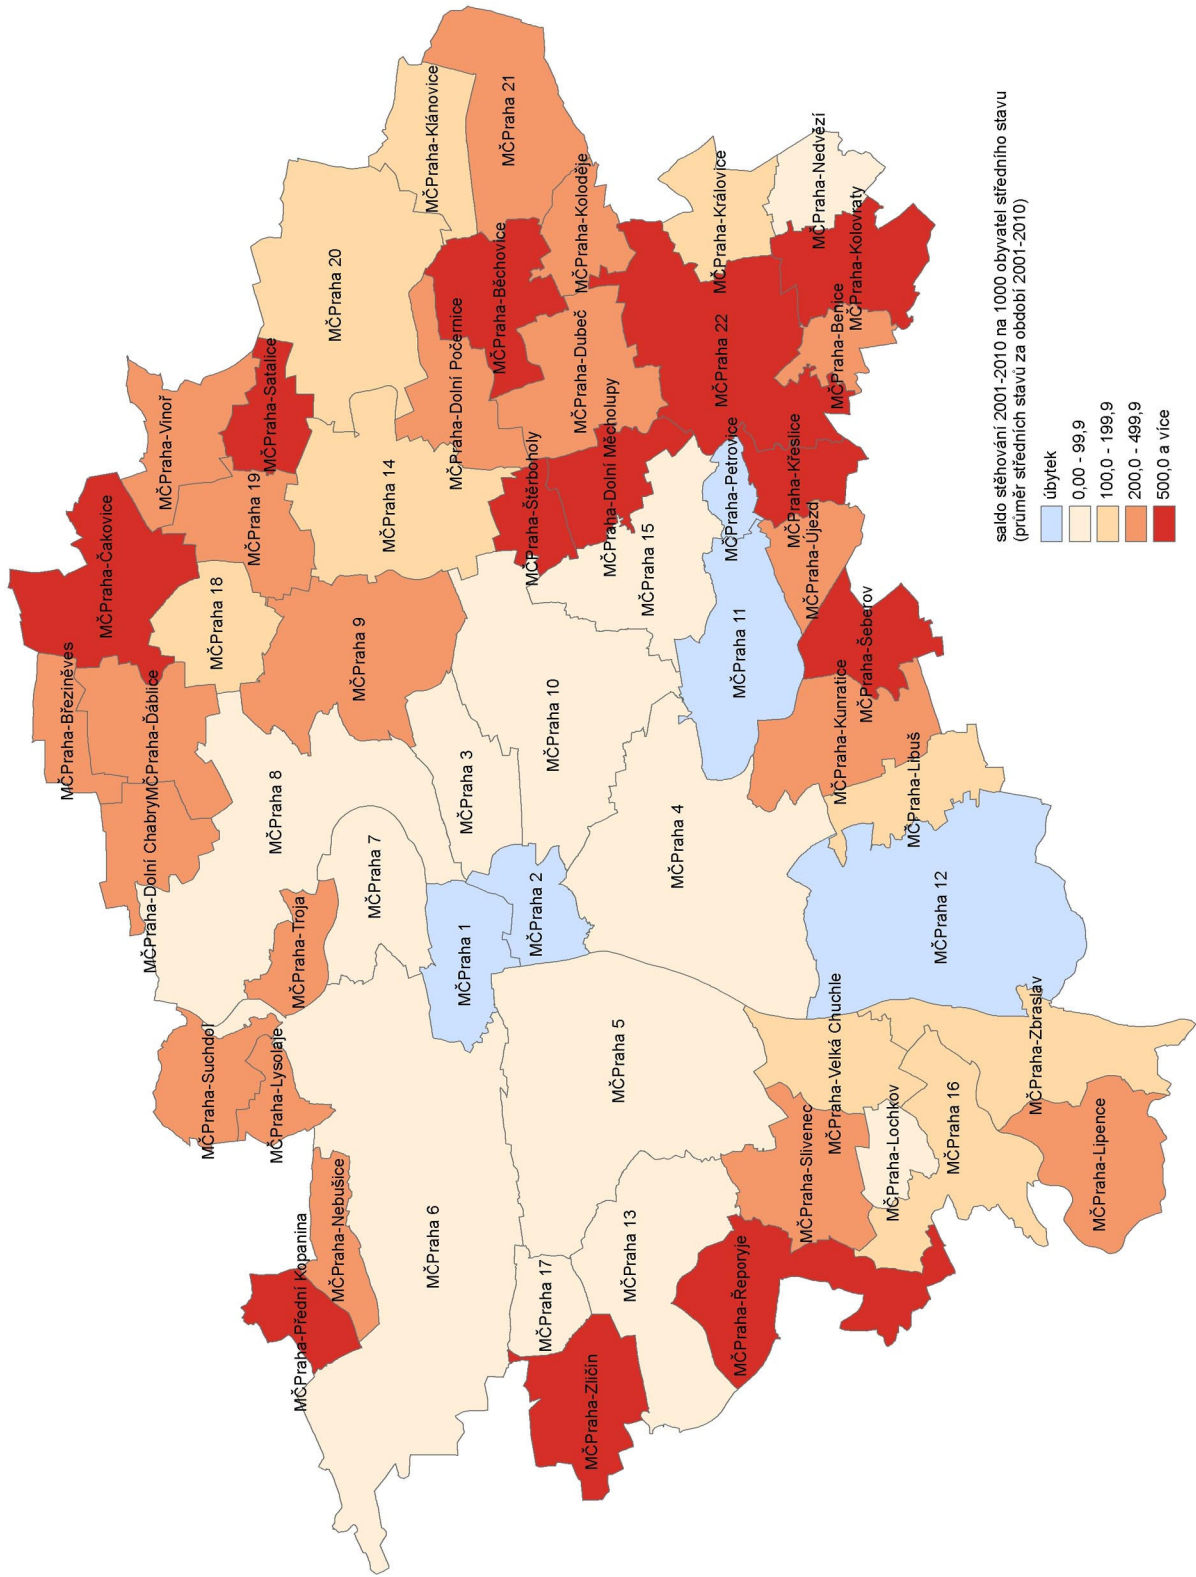 MČPraha-Přední Kopanina
MČPraha-Nebušice
MČPraha 6
MČPraha 17
MČPraha-Zličín
MČPraha 13
MČPraha-Řeporyje
MČPraha-Suchdol
MČPraha-Lysolaje
MČPraha-Troja
MČPraha 7
MČPraha 1
MČPraha 2
MČPraha 5
MČPraha-Slivenec
MČPraha-Velká Chuchle
MČPraha-Lochkov
MČPraha 16
MČPraha-Zbraslav
MČPraha-Lipence
MČPraha-Březiněves
MČPraha-Dolní Chabry
MČPraha-Ďáblice
MČPraha 8
MČPraha 3
MČPraha 10
MČPraha 4
MČPraha 11
MČPraha 12
MČPraha-Kunratice
MČPraha-Libuš
MČPraha-Šeberov
MČPraha-Čakovice
MČPraha 18
MČPraha 9
MČPraha-Vinoř
MČPraha 19
MČPraha-Satalice
MČPraha 14
MČPraha 20
MČPraha-Dolní Počernice
MČPraha-Klánovice
MČPraha 21
MČPraha-Běchovice
MČPraha-Koloděje
MČPraha-Dubeč
MČPraha-Štěrboholy
MČPraha-Dolní Měcholupy
MČPraha 15
MČPraha-Petrovice
MČPraha 22
MČPraha-Královice
MČPraha-Nedvězí
MČPraha-Kolovraty
MČPraha-Benice
MČPraha-Křeslice
MČPraha-Újezd
saldo stěhování 2001-2010 na 1000 obyvatel středního stavu
(průměr středních stavů za období 2001-2010)
úbytek
0,00 - 99,9
100,0 - 199,9
200,0 - 499,9
500,0 a více